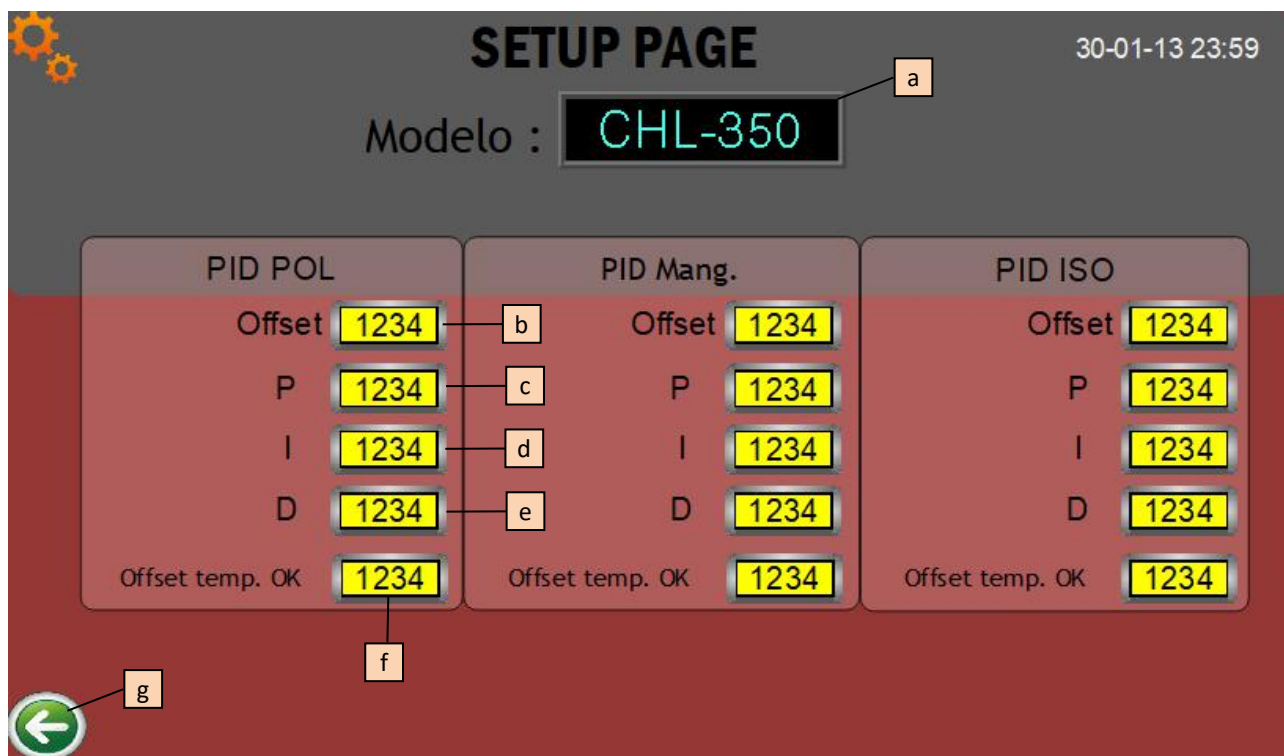 SETUP PAGE
30-01-13 23:59
a
Modelo : CHL-350
PID POL
PID Mang.
PID ISO
Offset 1234 b Offset 1234 Offset 1234
P 1234 c P 1234 P 1234
I 1234 d I 1234 I 1234
D 1234 e D 1234 D 1234
Offset temp. OK 1234 Offset temp. OK 1234 Offset temp. OK 1234
f
g